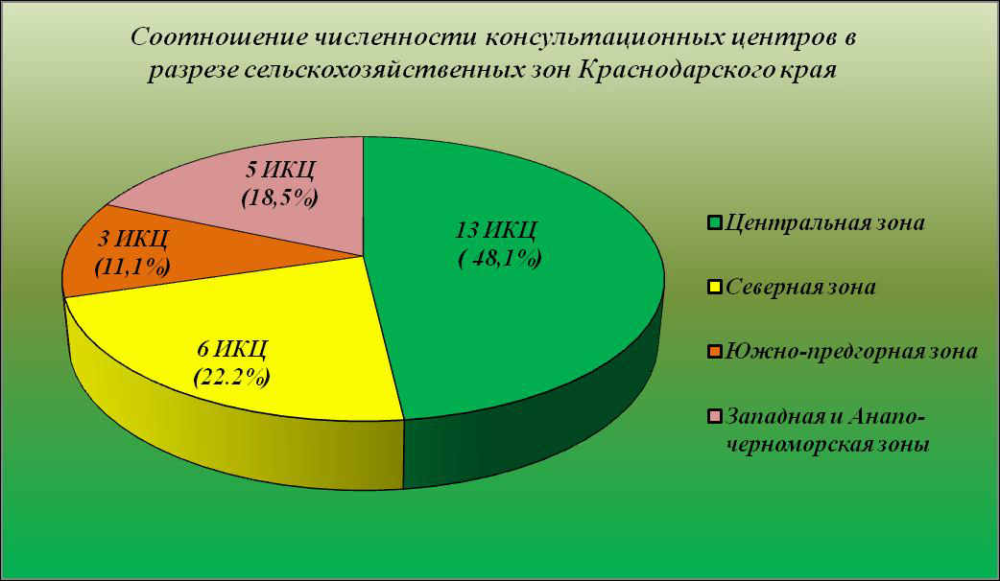 Соотношение численности консультационных центров в
разрезе сельскохозяйственных зон Краснодарского края
5 ИКЦ
(18,5%)
13 ИКЦ
( 48,1%)
3 ИКЦ
(11,1%)
6 ИКЦ
(22.2%)
Центральная зона
Северная зона
Южно-предгорная зона
Западная и Анапо-
черноморская зоны